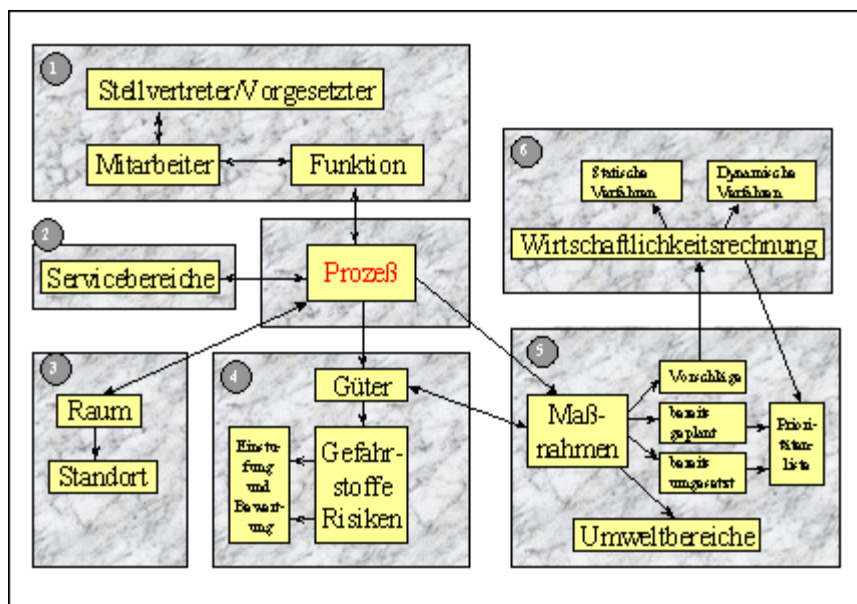 1
Stellvertreter/Vorgesetzter
Mitarbeiter
Funktion
2
Servicebereiche
Prozeß
3
Raum
Standort
4
Güter
Gefahr-
stoffe
Risiken
Einstu-
fung
und
Bewer-
tung
5
Maß-
nahmen
Vorschläge
bereits
geplant
bereits
umgesetzt
Priori-
täten-
liste
Umweltbereiche
6
Statische
Verfahren
Dynamische
Verfahren
Wirtschaftlichkeitsrechnung